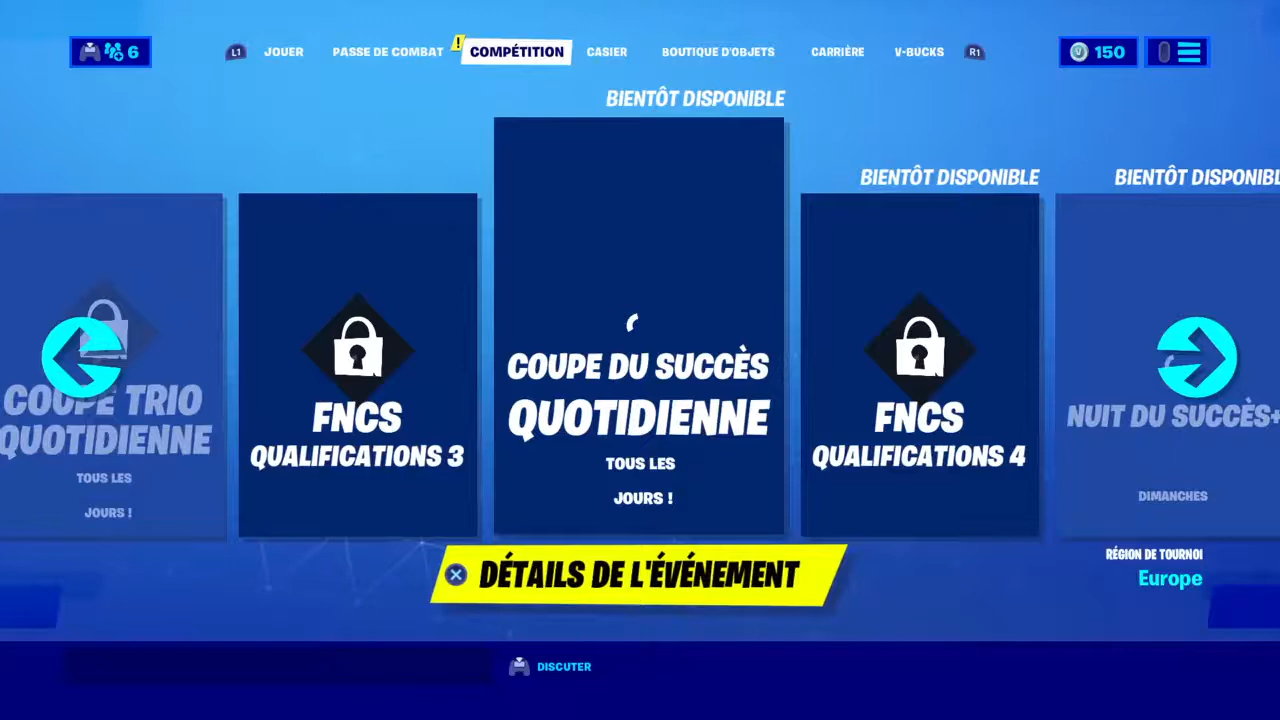 6
L1
JOUER
PASSE DE COMBAT
!
COMPÉTITION
CASIER
BOUTIQUE D'OBJETS
CARRIÈRE
V-BUCKS
R1
150
BIENTÔT DISPONIBLE
BIENTÔT DISPONIBLE
BIENTÔT DISPONIBL
COUPE TRIO
QUOTIDIENNE
TOUS LES
JOURS !
FNCS
QUALIFICATIONS 3
COUPE DU SUCCÈS
QUOTIDIENNE
TOUS LES
JOURS !
FNCS
QUALIFICATIONS 4
NUIT DU SUCCÈS+
DIMANCHES
DÉTAILS DE L'ÉVÉNEMENT
RÉGION DE TOURNOI
Europe
DISCUTER